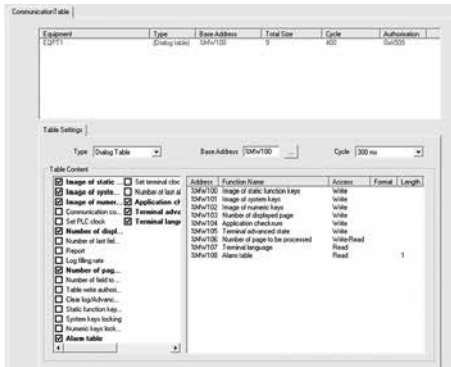 CommunicationTable
Equipment Type Base Address Total Size Cycle Authorisation
EQPT1 (Dialog table) %MW100 9 400
Table Settings
Type Dialog Table Base Address %MW100 ... Cycle 300 ms
Table Content
Address Function Name Access Format Length
Image of static ... Set terminal cloc
Image of syste... Number of last al
Image of numer... Application ch
Communication co... Terminal adva
Set PLC clock Terminal langu
Number of displ...
Number of last fiel...
Report
Log filling rate
Number of pag...
Number of field to ...
Table write authori...
Clear log/Advanc...
Static function key...
System keys locking
Numeric keys lock...
Alarm table
%MW100 Image of static function keys Write
%MW101 Image of system keys Write
%MW102 Image of numeric keys Write
%MW103 Number of displayed page Write
%MW104 Application checksum Write
%MW105 Terminal advanced state Write
%MW106 Number of page to be processed Write-Read
%MW107 Terminal language Read
%MW108 Alarm table Read 1